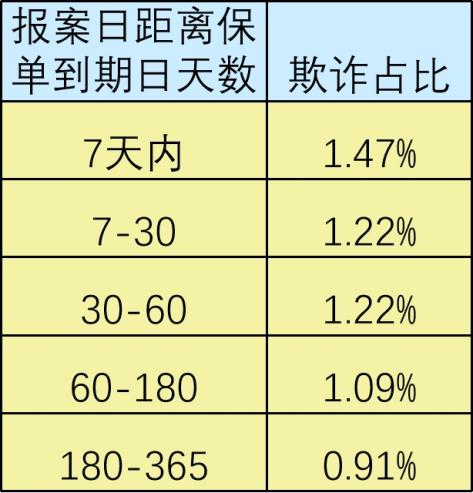 报案日距离保 欺诈占比
单到期日天数
7天内 1.47%
7-30 1.22%
30-60 1.22%
60-180 1.09%
180-365 0.91%